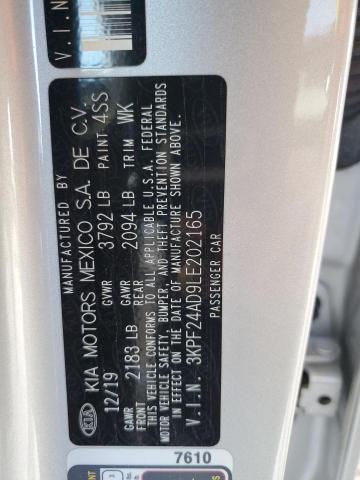 V.I.N
MANUFACTURED BY
KIA KIA MOTORS MEXICO S.A. DE C.V.
12/19 GVWR 3792 LB PAINT 4SS
GAWR FRONT 2183 LB GAWR REAR 2094 LB TRIM WK
THIS VEHICLE CONFORMS TO ALL APPLICABLE U.S.A. FEDERAL
MOTOR VEHICLE SAFETY, BUMPER, AND THEFT PREVENTION STANDARDS
IN EFFECT ON THE DATE OF MANUFACTURE SHOWN ABOVE.
V.I.N. 3KPF24AD9LE202165
PASSENGER CAR
7610